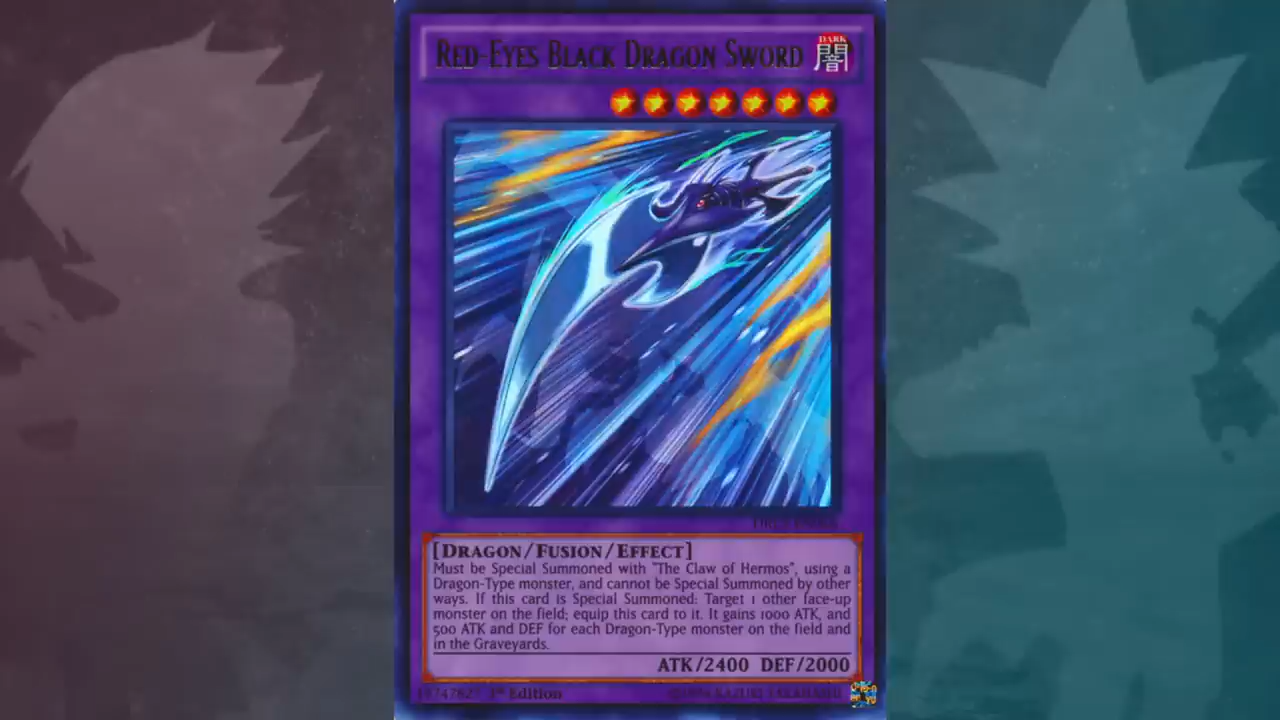 Red-Eyes Black Dragon Sword
DARK
闇
[Dragon/Fusion/Effect]
Must be Special Summoned with "The Claw of Hermos", using a
Dragon-Type monster, and cannot be Special Summoned by other
ways. If this card is Special Summoned: Target 1 other face-up
monster on the field; equip this card to it. It gains 1000 ATK, and
500 ATK and DEF for each Dragon-Type monster on the field and
in the Graveyards.
ATK/2400 DEF/2000
1st Edition
KAZUKI TAKAHASHI